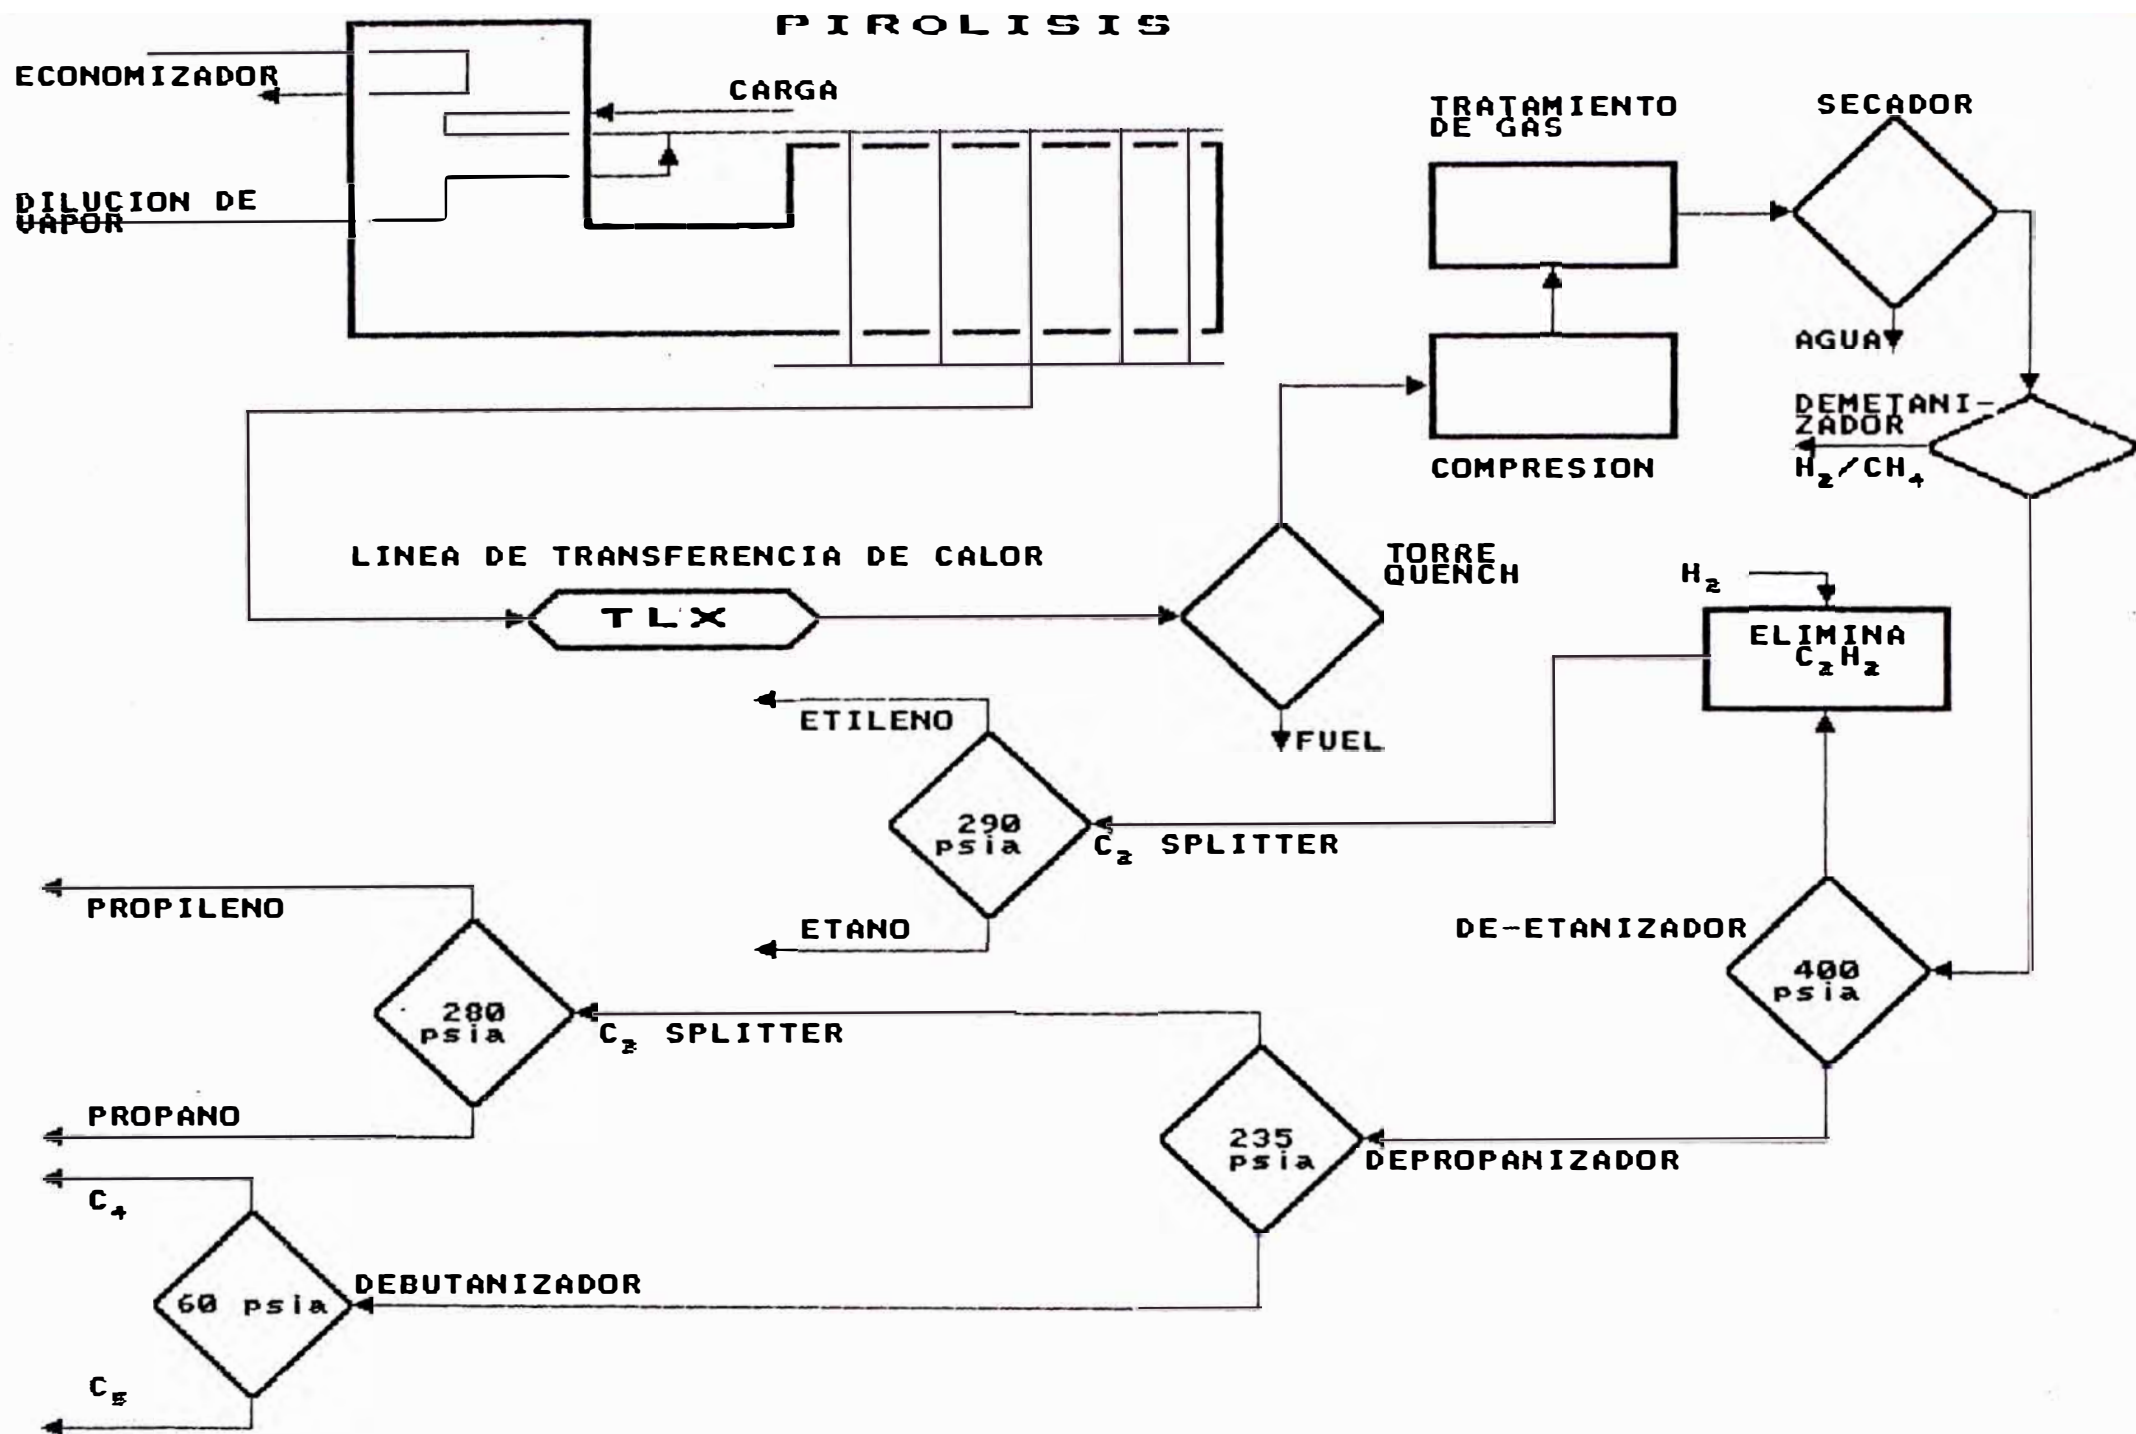 PIROLISIS
ECONOMIZADOR
CARGA
DILUCION DE
VAPOR
TRATAMIENTO
DE GAS
SECADOR
AGUA
DEMETANI-
ZADOR
H₂/CH₄
COMPRESION
LINEA DE TRANSFERENCIA DE CALOR
TLX
TORRE
QUENCH
FUEL
H₂
ELIMINA
C₂H₂
ETILENO
290
psia
C₂ SPLITTER
ETANO
DE-ETANIZADOR
400
psia
PROPILENO
280
psia
C₃ SPLITTER
PROPANO
235
psia
DEPROPANIZADOR
C₄
60 psia
DEBUTANIZADOR
C₅